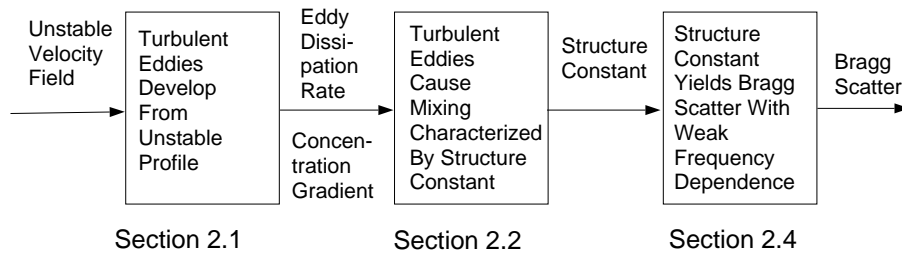 Unstable
Velocity
Field
Turbulent
Eddies
Develop
From
Unstable
Profile
Eddy
Dissi-
pation
Rate
Concen-
tration
Gradient
Turbulent
Eddies
Cause
Mixing
Characterized
By Structure
Constant
Structure
Constant
Structure
Constant
Yields Bragg
Scatter With
Weak
Frequency
Dependence
Bragg
Scatter
Section 2.1
Section 2.2
Section 2.4